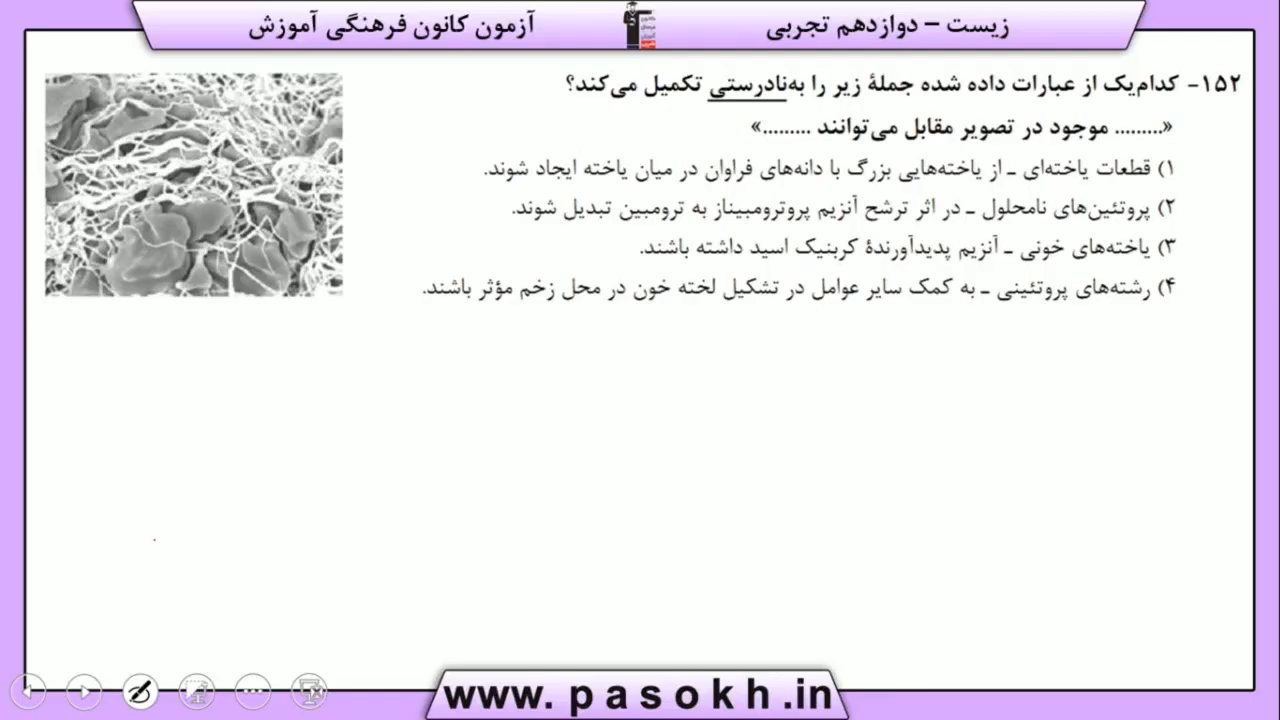 زیست – دوازدهم تجربی
آزمون کانون فرهنگی آموزش
۱۵۲- کدام‌یک از عبارات داده شده جملهٔ زیر را به‌نادرستی تکمیل می‌کند؟
«......... موجود در تصویر مقابل می‌توانند .........»
۱) قطعات یاخته‌ای ـ از یاخته‌هایی بزرگ با دانه‌های فراوان در میان یاخته ایجاد شوند.
۲) پروتئین‌های نامحلول ـ در اثر ترشح آنزیم پروترومبیناز به ترومبین تبدیل شوند.
۳) یاخته‌های خونی ـ آنزیم پدیدآورندهٔ کربنیک اسید داشته باشند.
۴) رشته‌های پروتئینی ـ به کمک سایر عوامل در تشکیل لخته خون در محل زخم مؤثر باشند.
www. p a s o k h .in